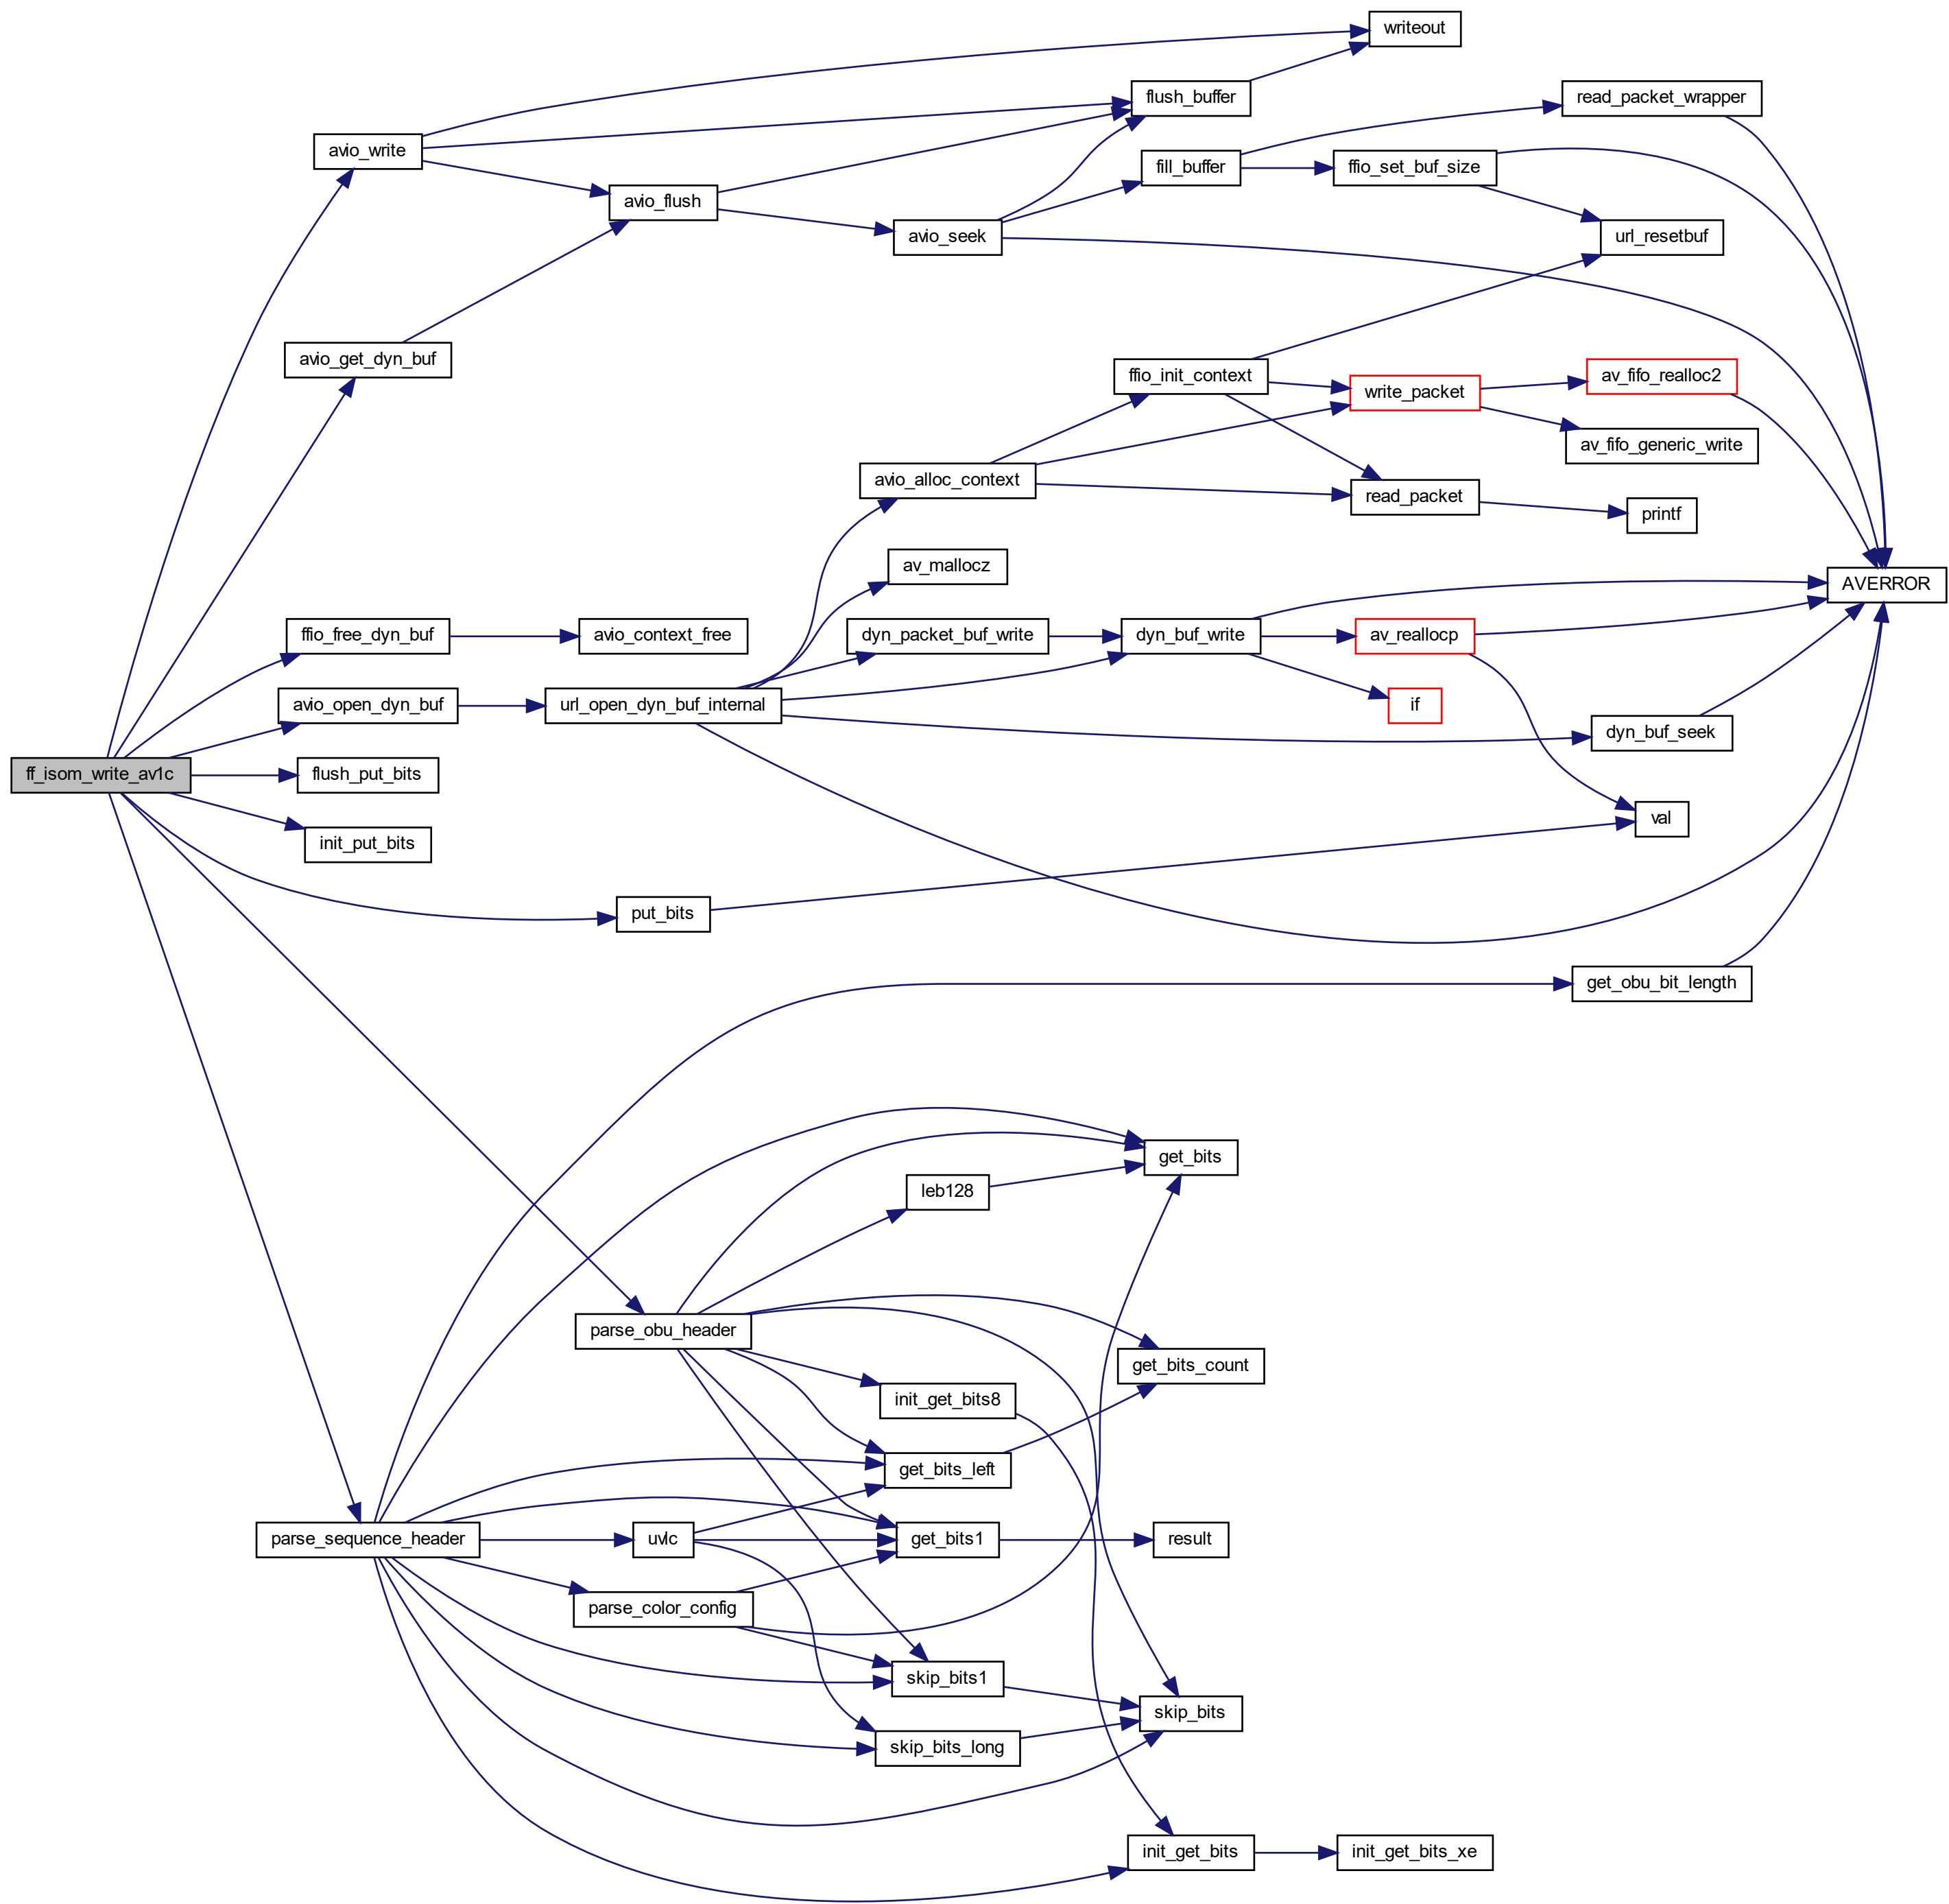 writeout
flush_buffer
read_packet_wrapper
avio_write
fill_buffer
ffio_set_buf_size
avio_flush
avio_seek
url_resetbuf
avio_get_dyn_buf
ffio_init_context
write_packet
av_fifo_realloc2
av_fifo_generic_write
avio_alloc_context
read_packet
printf
av_mallocz
AVERROR
ffio_free_dyn_buf
avio_context_free
dyn_packet_buf_write
dyn_buf_write
av_reallocp
avio_open_dyn_buf
url_open_dyn_buf_internal
if
dyn_buf_seek
ff_isom_write_av1c
flush_put_bits
val
init_put_bits
put_bits
get_obu_bit_length
get_bits
leb128
parse_obu_header
get_bits_count
init_get_bits8
get_bits_left
parse_sequence_header
uvlc
get_bits1
result
parse_color_config
skip_bits1
skip_bits
skip_bits_long
init_get_bits
init_get_bits_xe